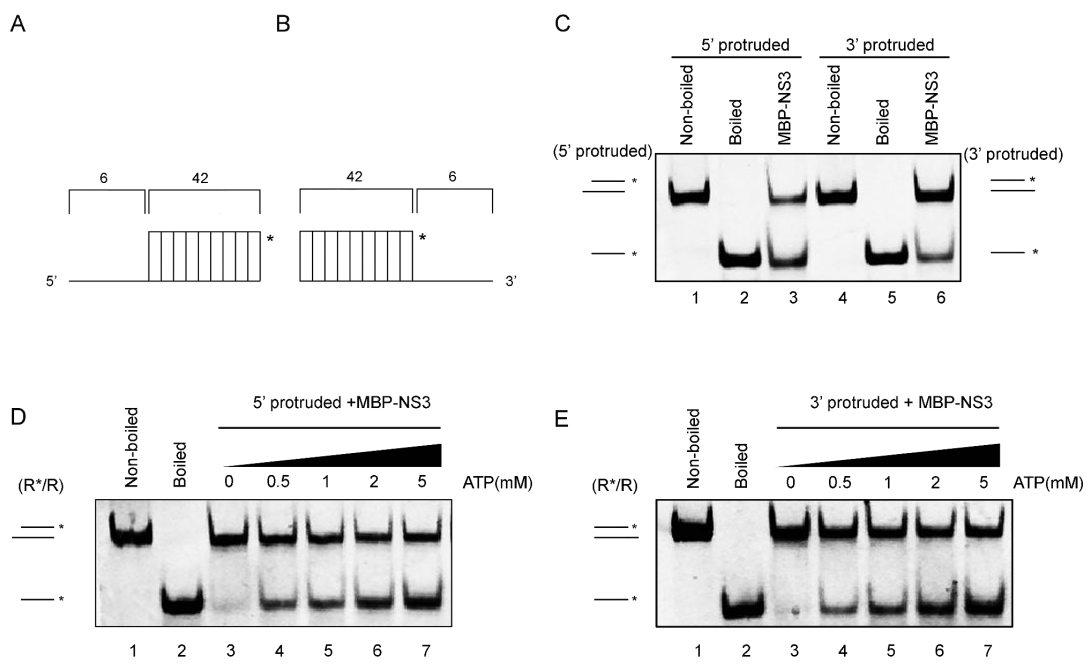 A
B
C
5’ protruded
3’ protruded
Non-boiled
Boiled
MBP-NS3
Non-boiled
Boiled
MBP-NS3
(5’ protruded)
(3’ protruded)
6
42
42
6
*
*
*
*
*
*
5’
3’
1 2 3 4 5 6
D
5’ protruded +MBP-NS3
Non-boiled
Boiled
(R*/R)
0 0.5 1 2 5
ATP(mM)
*
*
1 2 3 4 5 6 7
E
3’ protruded + MBP-NS3
Non-boiled
Boiled
(R*/R)
0 0.5 1 2 5
ATP(mM)
*
*
1 2 3 4 5 6 7